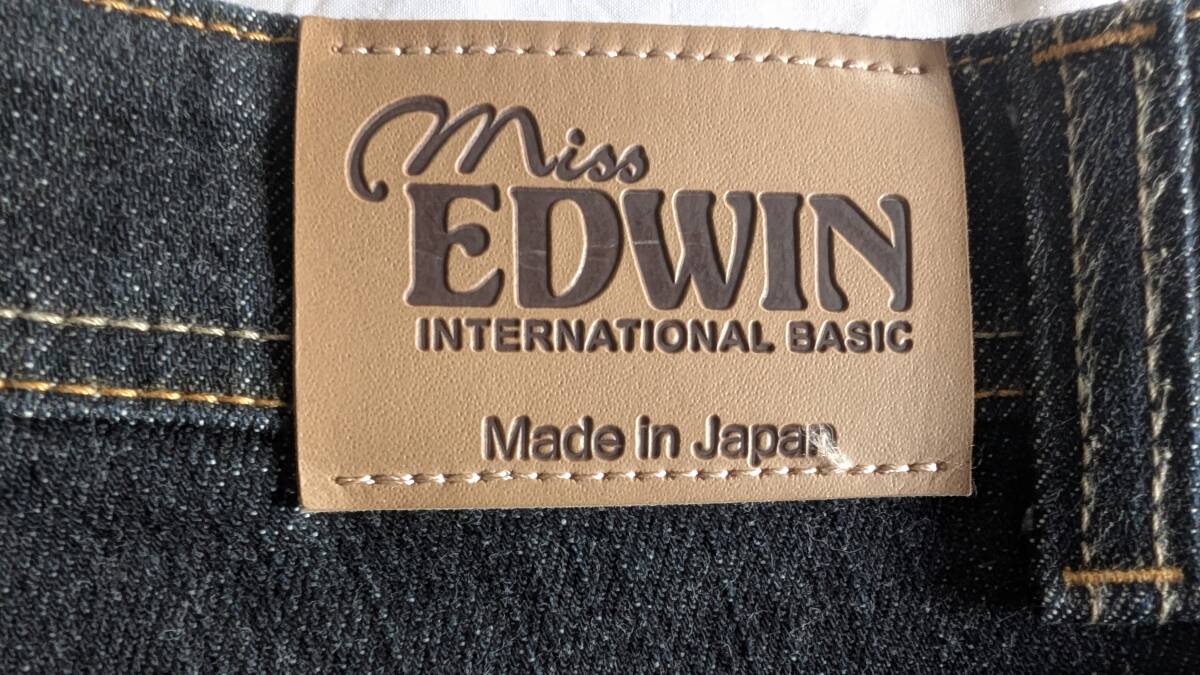 Miss
EDWIN
INTERNATIONAL BASIC
Made in Japan